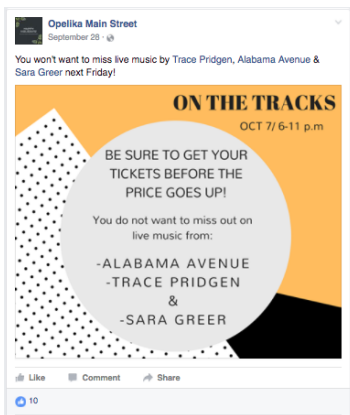 Opelika Main Street
September 28 ·
You won't want to miss live music by Trace Pridgen, Alabama Avenue &
Sara Greer next Friday!
ON THE TRACKS
OCT 7/ 6-11 p.m
BE SURE TO GET YOUR
TICKETS BEFORE THE
PRICE GOES UP!
You do not want to miss out on
live music from:
-ALABAMA AVENUE
-TRACE PRIDGEN
&
-SARA GREER
Like Comment Share
10